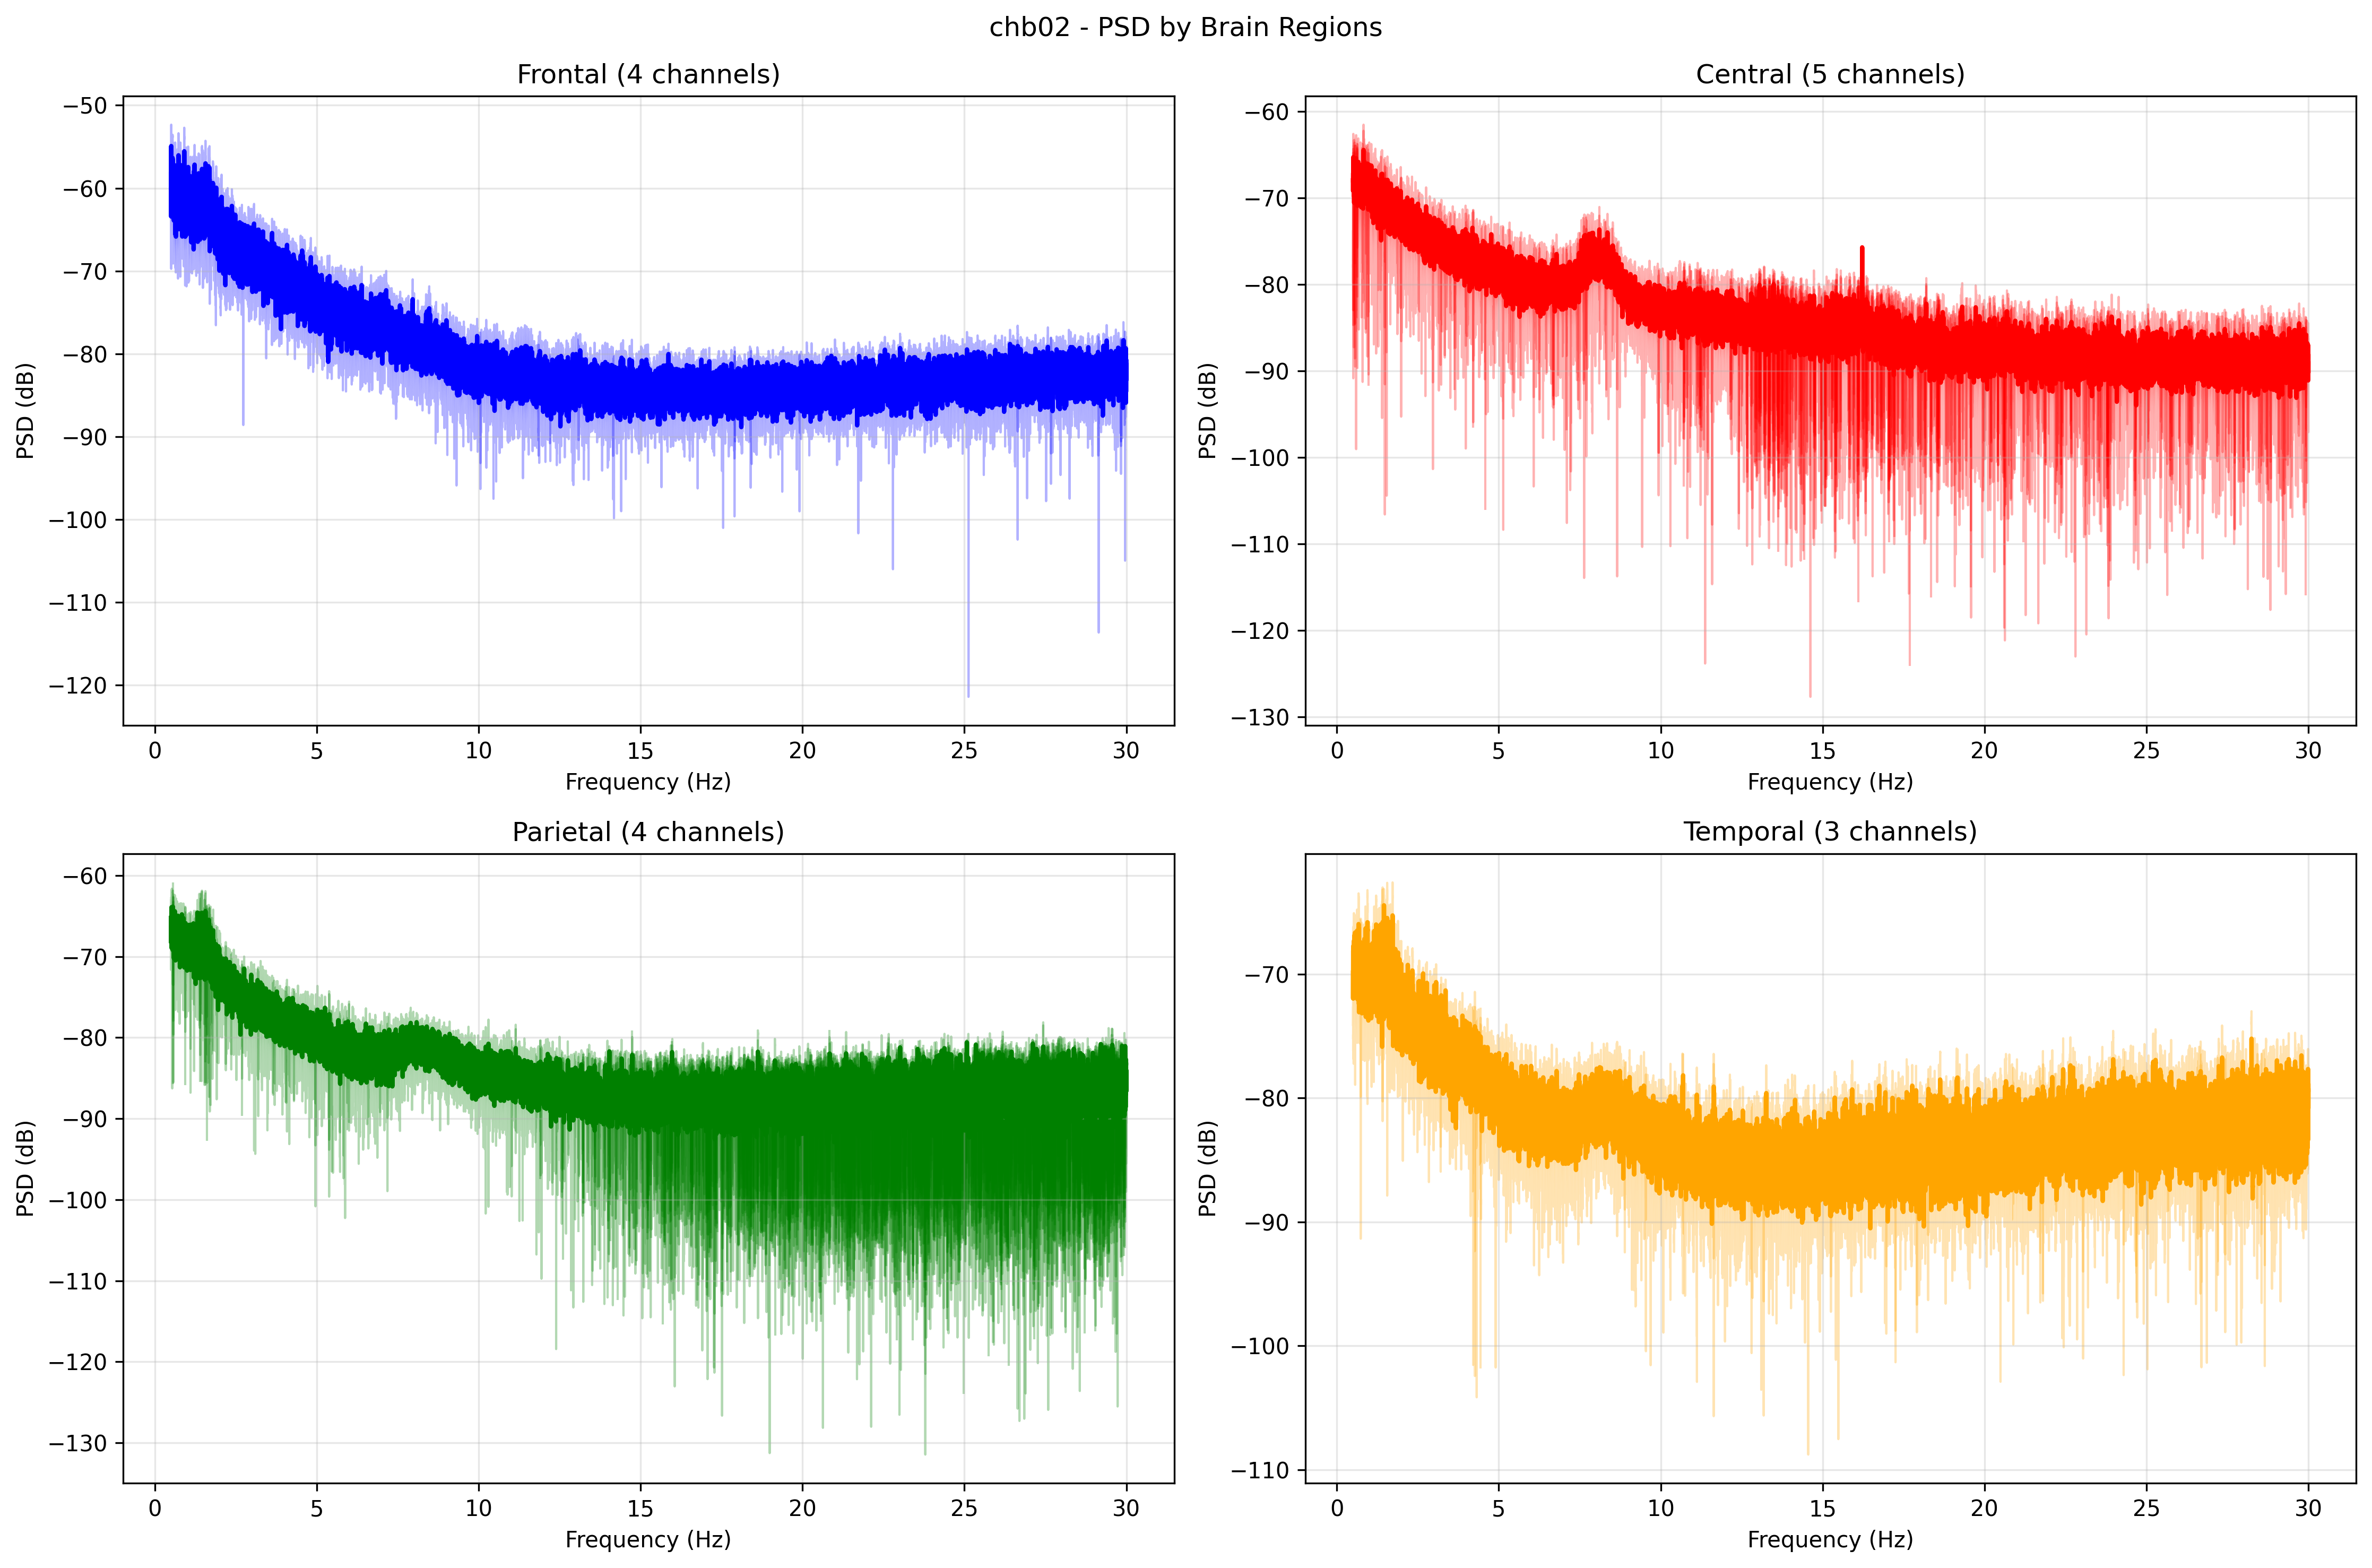 chb02 - PSD by Brain Regions
Frontal (4 channels)
−50
−60
−70
−80
−90
−100
−110
−120
PSD (dB)
0 5 10 15 20 25 30
Frequency (Hz)
Central (5 channels)
−60
−70
−80
−90
−100
−110
−120
−130
PSD (dB)
0 5 10 15 20 25 30
Frequency (Hz)
Parietal (4 channels)
−60
−70
−80
−90
−100
−110
−120
−130
PSD (dB)
0 5 10 15 20 25 30
Frequency (Hz)
Temporal (3 channels)
−70
−80
−90
−100
−110
PSD (dB)
0 5 10 15 20 25 30
Frequency (Hz)